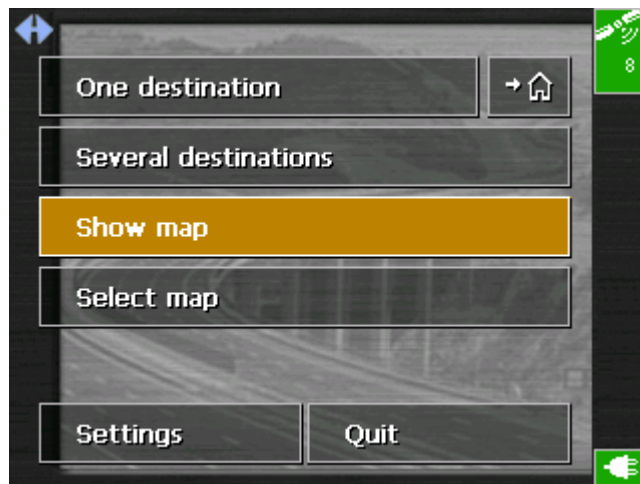 8
One destination
Several destinations
Show map
Select map
Settings Quit